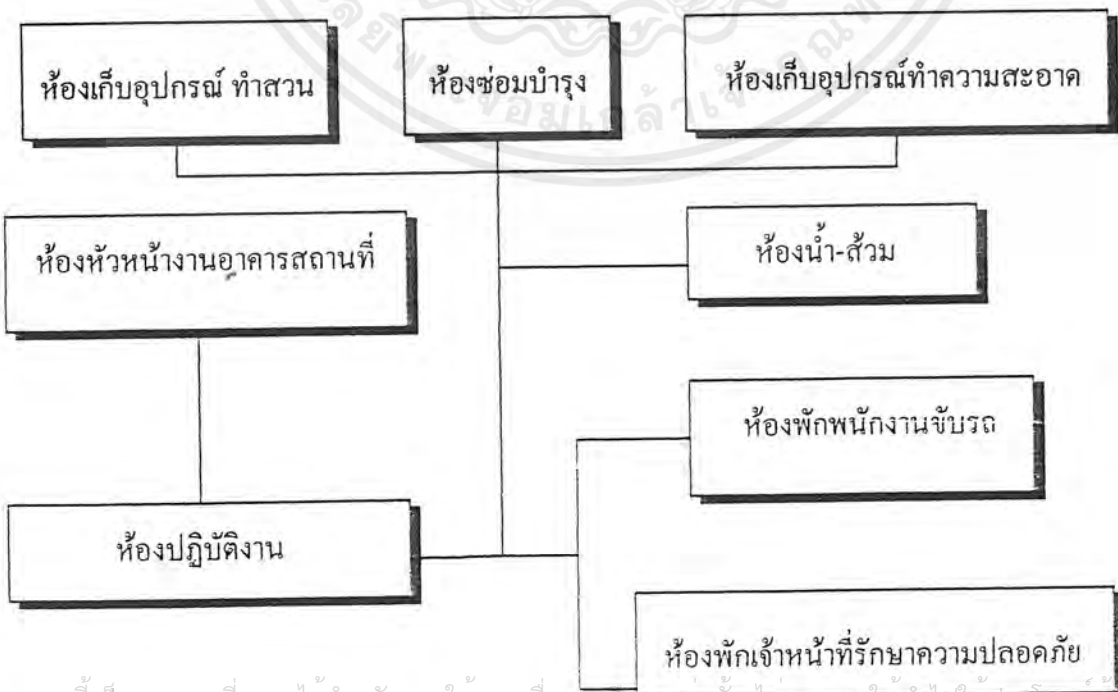 ห้องเก็บอุปกรณ์ ทำสวน
ห้องซ่อมบำรุง
ห้องเก็บอุปกรณ์ทำความสะอาด
ห้องหัวหน้างานอาคารสถานที่
ห้องน้ำ-ส้วม
ห้องพักพนักงานขับรถ
ห้องปฏิบัติงาน
ห้องพักเจ้าหน้าที่รักษาความปลอดภัย